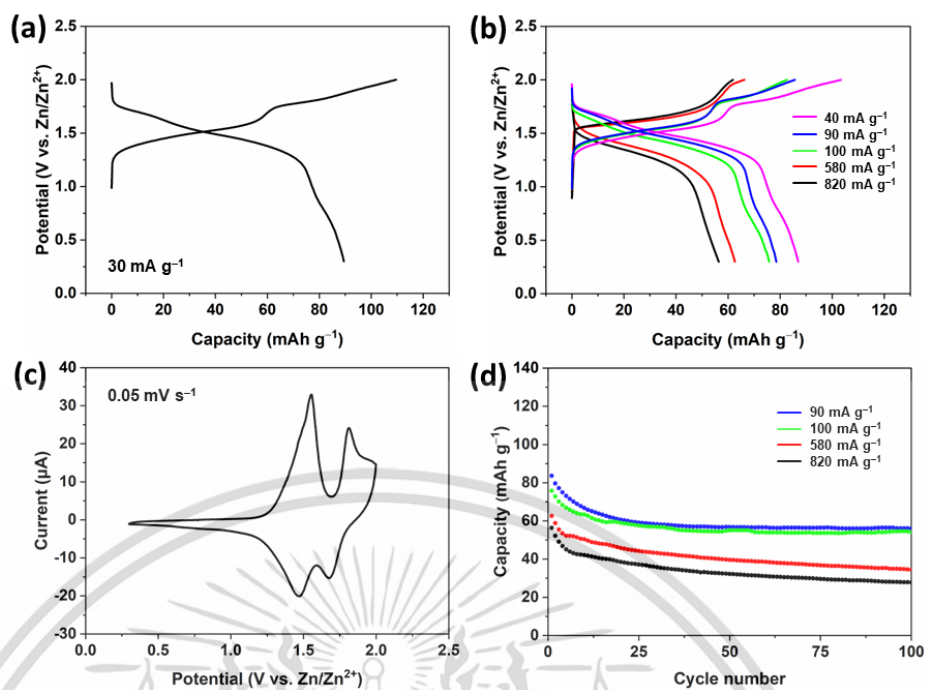 (a)
2.5
2.0
1.5
1.0
0.5
0.0
Potential (V vs. Zn/Zn²⁺)
30 mA g⁻¹
0 20 40 60 80 100 120
Capacity (mAh g⁻¹)
(b)
2.5
2.0
1.5
1.0
0.5
0.0
Potential (V vs. Zn/Zn²⁺)
40 mA g⁻¹
90 mA g⁻¹
100 mA g⁻¹
580 mA g⁻¹
820 mA g⁻¹
0 20 40 60 80 100 120
Capacity (mAh g⁻¹)
(c)
40
30
20
10
0
-10
-20
-30
Current (µA)
0.05 mV s⁻¹
0.0 0.5 1.0 1.5 2.0 2.5
Potential (V vs. Zn/Zn²⁺)
(d)
140
120
100
80
60
40
20
0
Capacity (mAh g⁻¹)
90 mA g⁻¹
100 mA g⁻¹
580 mA g⁻¹
820 mA g⁻¹
0 25 50 75 100
Cycle number